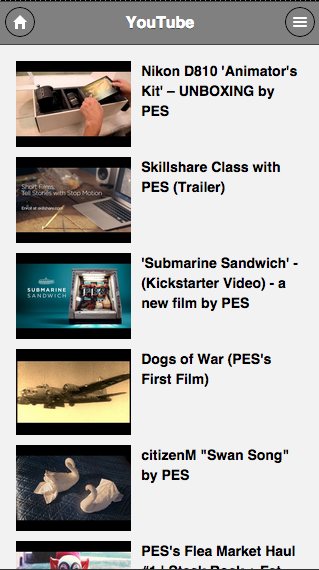 YouTube
Nikon D810 'Animator's
Kit' – UNBOXING by
PES
Skillshare Class with
PES (Trailer)
Short Films,
Tell Stories with Stop Motion
Enroll at skillshare.com
'Submarine Sandwich' -
(Kickstarter Video) - a
new film by PES
SUBMARINE
SANDWICH
Dogs of War (PES's
First Film)
citizenM "Swan Song"
by PES
PES's Flea Market Haul